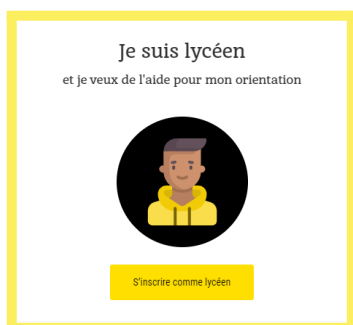 Je suis lycéen
et je veux de l'aide pour mon orientation
S'inscrire comme lycéen